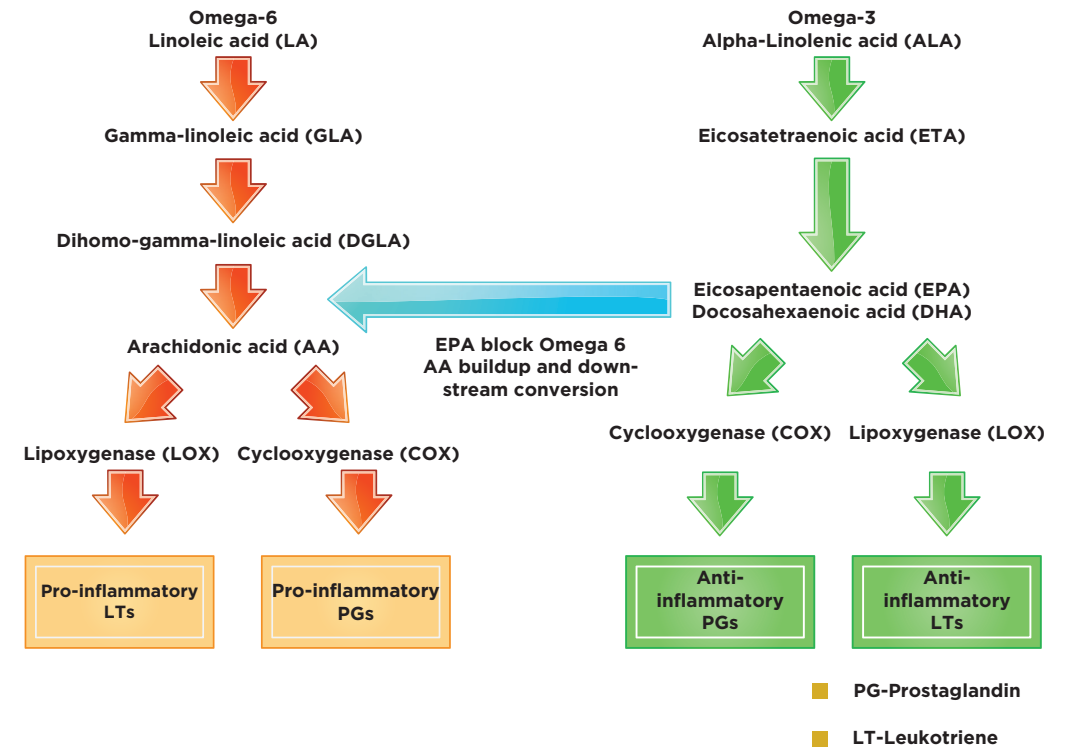 Omega-6
Linoleic acid (LA)
Omega-3
Alpha-Linolenic acid (ALA)
Gamma-linoleic acid (GLA)
Eicosatetraenoic acid (ETA)
Dihomo-gamma-linoleic acid (DGLA)
Eicosapentaenoic acid (EPA)
Docosahexaenoic acid (DHA)
Arachidonic acid (AA)
EPA block Omega 6
AA buildup and down-
stream conversion
Lipoxygenase (LOX)
Cyclooxygenase (COX)
Cyclooxygenase (COX)
Lipoxygenase (LOX)
Pro-inflammatory
LTs
Pro-inflammatory
PGs
Anti-
inflammatory
PGs
Anti-
inflammatory
LTs
PG-Prostaglandin
LT-Leukotriene